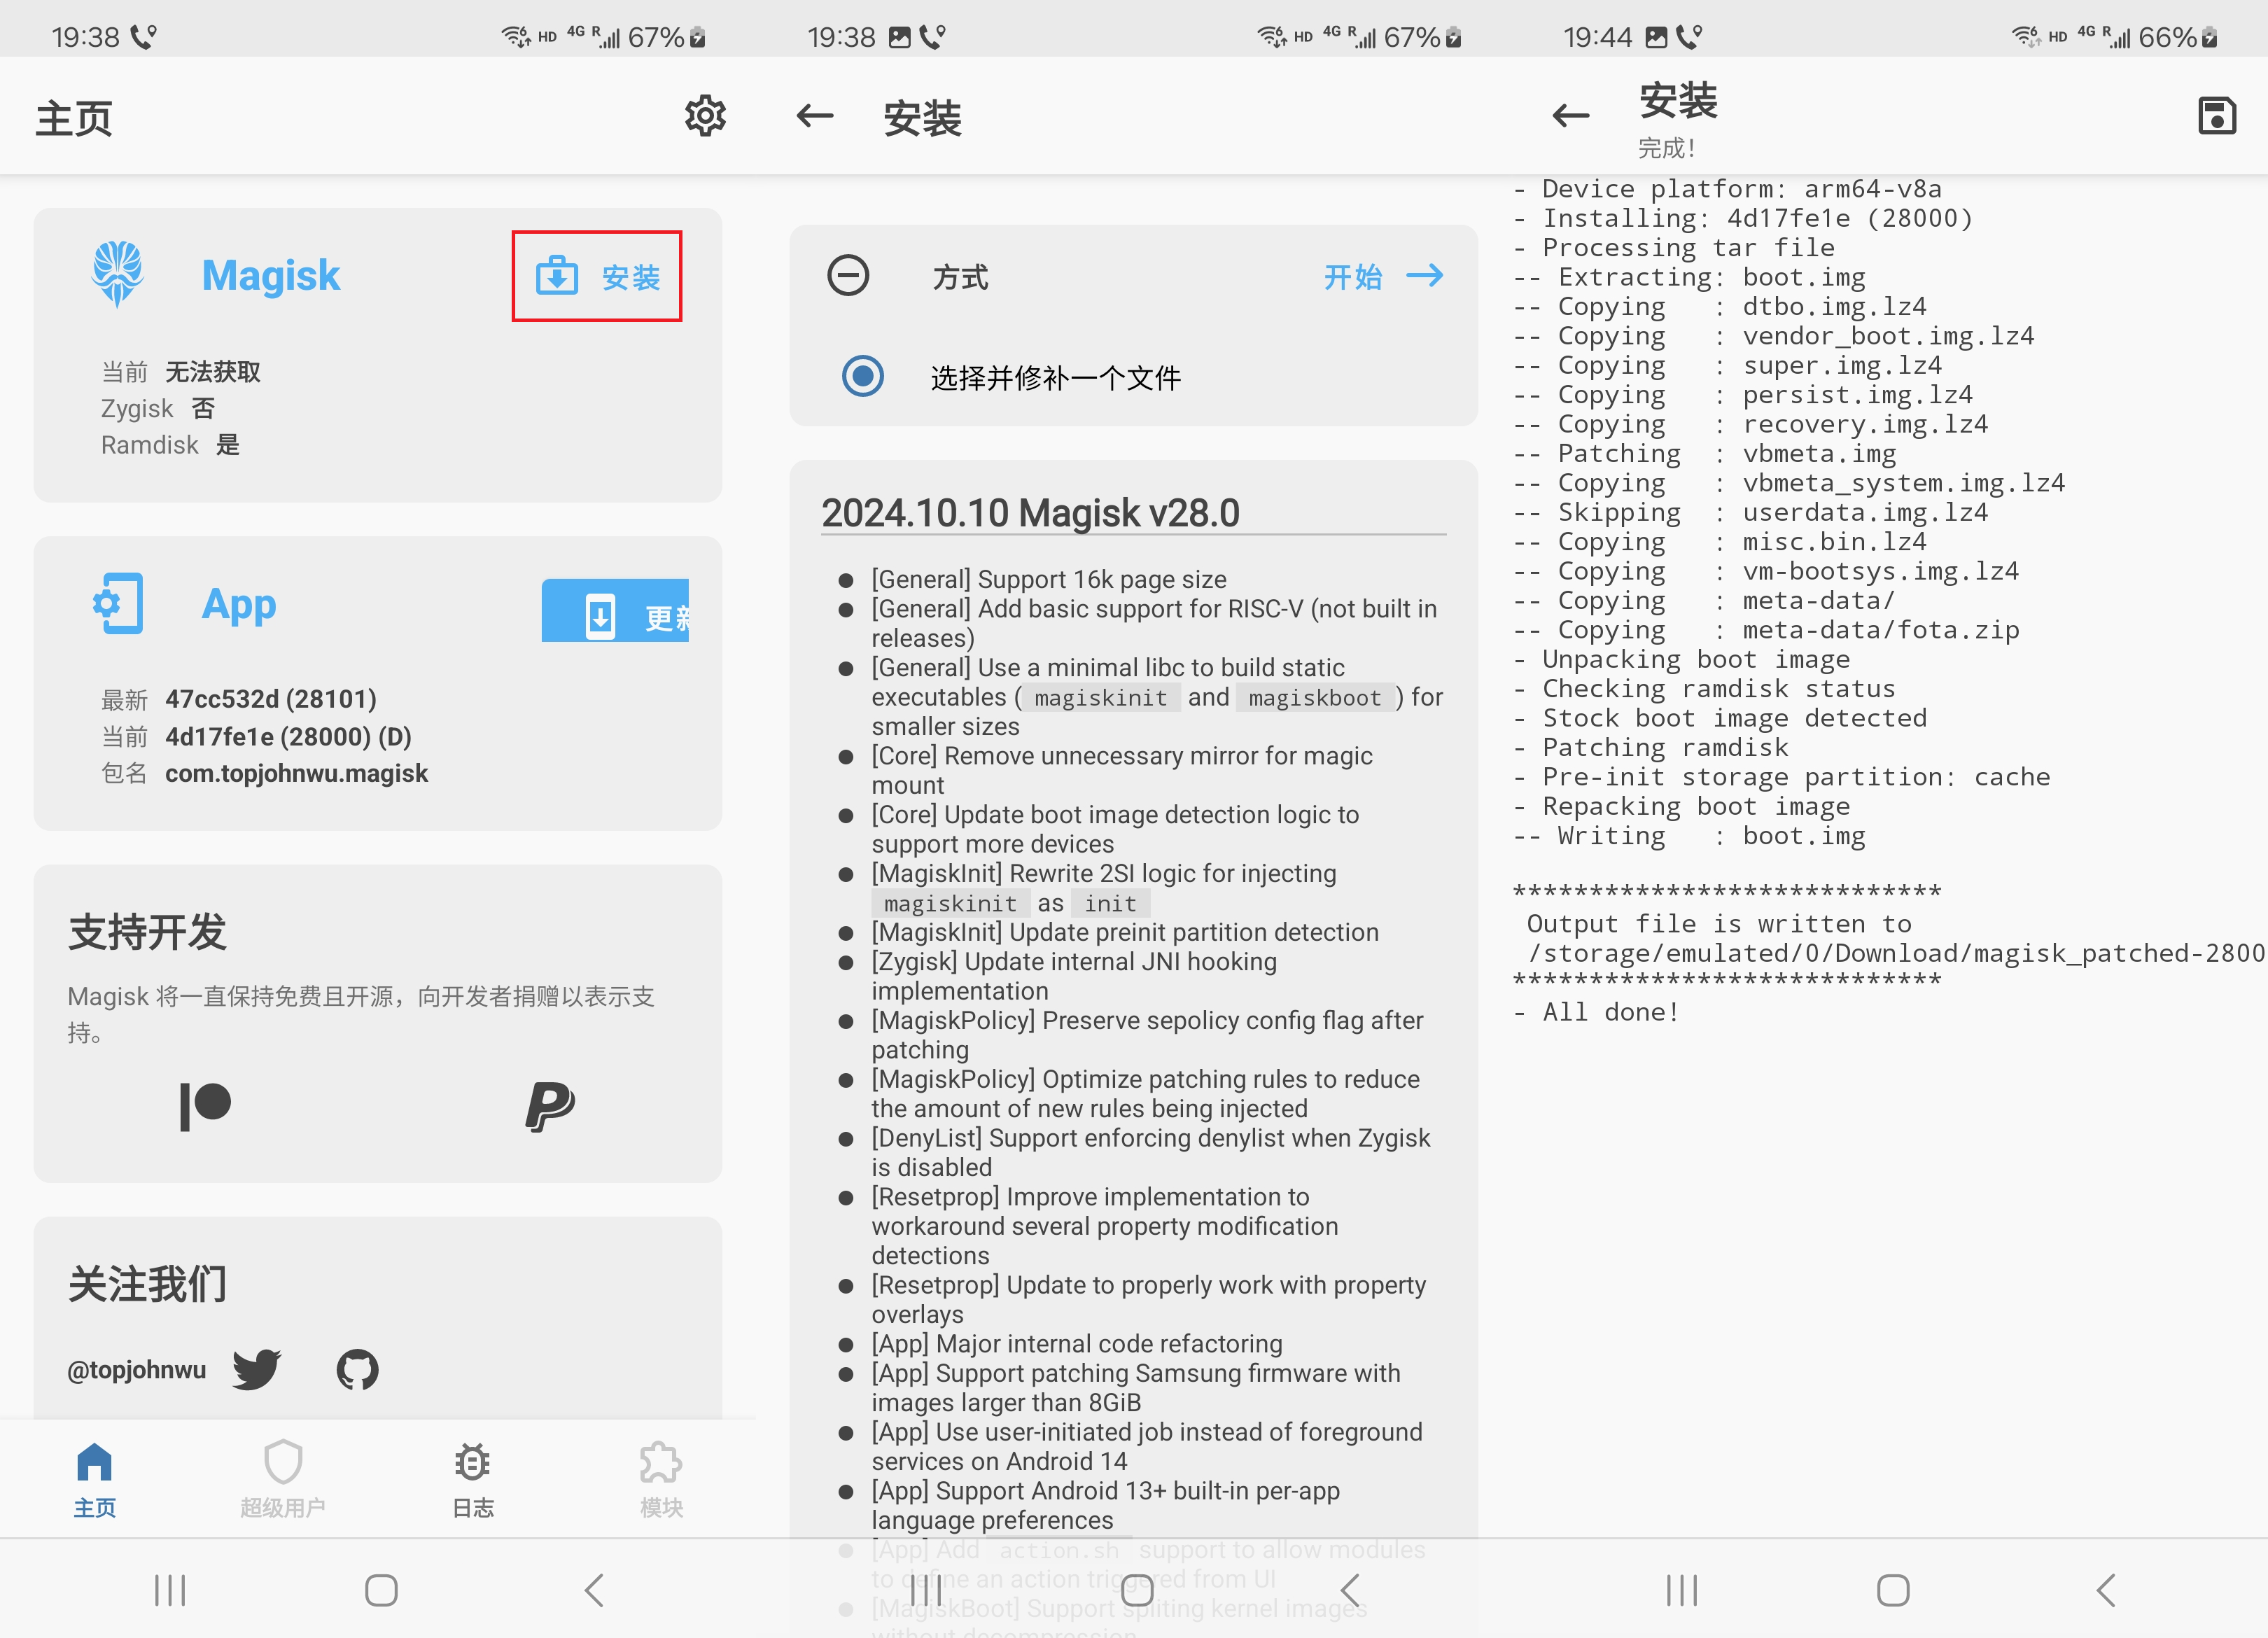 19:38
HD 4G R 67%
主页
Magisk
安装
当前 无法获取
Zygisk 否
Ramdisk 是
App
更新
最新 47cc532d (28101)
当前 4d17fe1e (28000) (D)
包名 com.topjohnwu.magisk
支持开发
Magisk 将一直保持免费且开源，向开发者捐赠以表示支
持。
关注我们
@topjohnwu
主页
超级用户
日志
模块
19:38
HD 4G R 67%
安装
方式
开始
选择并修补一个文件
2024.10.10 Magisk v28.0
[General] Support 16k page size
[General] Add basic support for RISC-V (not built in
releases)
[General] Use a minimal libc to build static
executables ( magiskinit and magiskboot ) for
smaller sizes
[Core] Remove unnecessary mirror for magic
mount
[Core] Update boot image detection logic to
support more devices
[MagiskInit] Rewrite 2SI logic for injecting
magiskinit as init
[MagiskInit] Update preinit partition detection
[Zygisk] Update internal JNI hooking
implementation
[MagiskPolicy] Preserve sepolicy config flag after
patching
[MagiskPolicy] Optimize patching rules to reduce
the amount of new rules being injected
[DenyList] Support enforcing denylist when Zygisk
is disabled
[Resetprop] Improve implementation to
workaround several property modification
detections
[Resetprop] Update to properly work with property
overlays
[App] Major internal code refactoring
[App] Support patching Samsung firmware with
images larger than 8GiB
[App] Use user-initiated job instead of foreground
services on Android 14
[App] Support Android 13+ built-in per-app
language preferences
[App] Add action.sh support to allow modules
to define an action triggered from UI
[MagiskBoot] Support spliting kernel images
without decompression
19:44
HD 4G R 66%
安装
完成！
- Device platform: arm64-v8a
- Installing: 4d17fe1e (28000)
- Processing tar file
-- Extracting: boot.img
-- Copying   : dtbo.img.lz4
-- Copying   : vendor_boot.img.lz4
-- Copying   : super.img.lz4
-- Copying   : persist.img.lz4
-- Copying   : recovery.img.lz4
-- Patching  : vbmeta.img
-- Copying   : vbmeta_system.img.lz4
-- Skipping  : userdata.img.lz4
-- Copying   : misc.bin.lz4
-- Copying   : vm-bootsys.img.lz4
-- Copying   : meta-data/
-- Copying   : meta-data/fota.zip
- Unpacking boot image
- Checking ramdisk status
- Stock boot image detected
- Patching ramdisk
- Pre-init storage partition: cache
- Repacking boot image
-- Writing   : boot.img
****************************
Output file is written to
/storage/emulated/0/Download/magisk_patched-2800
****************************
- All done!